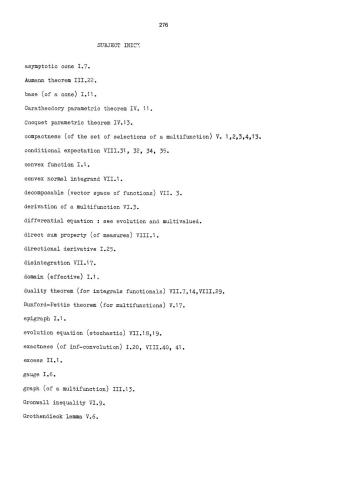 276
SUBJECT INDEX
asymptotic cone I.7.
Aumann theorem III.22.
base (of a cone) I.11.
Caratheodory parametric theorem IV. 11.
Choquet parametric theorem IV.13.
compactness (of the set of selections of a multifunction) V. 1,2,3,4,13.
conditional expectation VIII.31, 32, 34, 35.
convex function I.1.
convex normal integrand VII.1.
decomposable (vector space of functions) VII. 3.
derivation of a multifunction VI.3.
differential equation : see evolution and multivalued.
direct sum property (of measures) VIII.1.
directional derivative I.25.
disintegration VII.17.
domain (effective) I.1.
duality theorem (for integrals functionals) VII.7,14,VIII.29.
Dunford-Pettis theorem (for multifunctions) V.17.
epigraph I.1.
evolution equation (stochastic) VII.18,19.
exactness (of inf-convolution) I.20, VIII.40, 41.
excess II.1.
gauge I.6.
graph (of a multifunction) III.13.
Gronwall inequality VI.9.
Grothendieck lemma V.6.